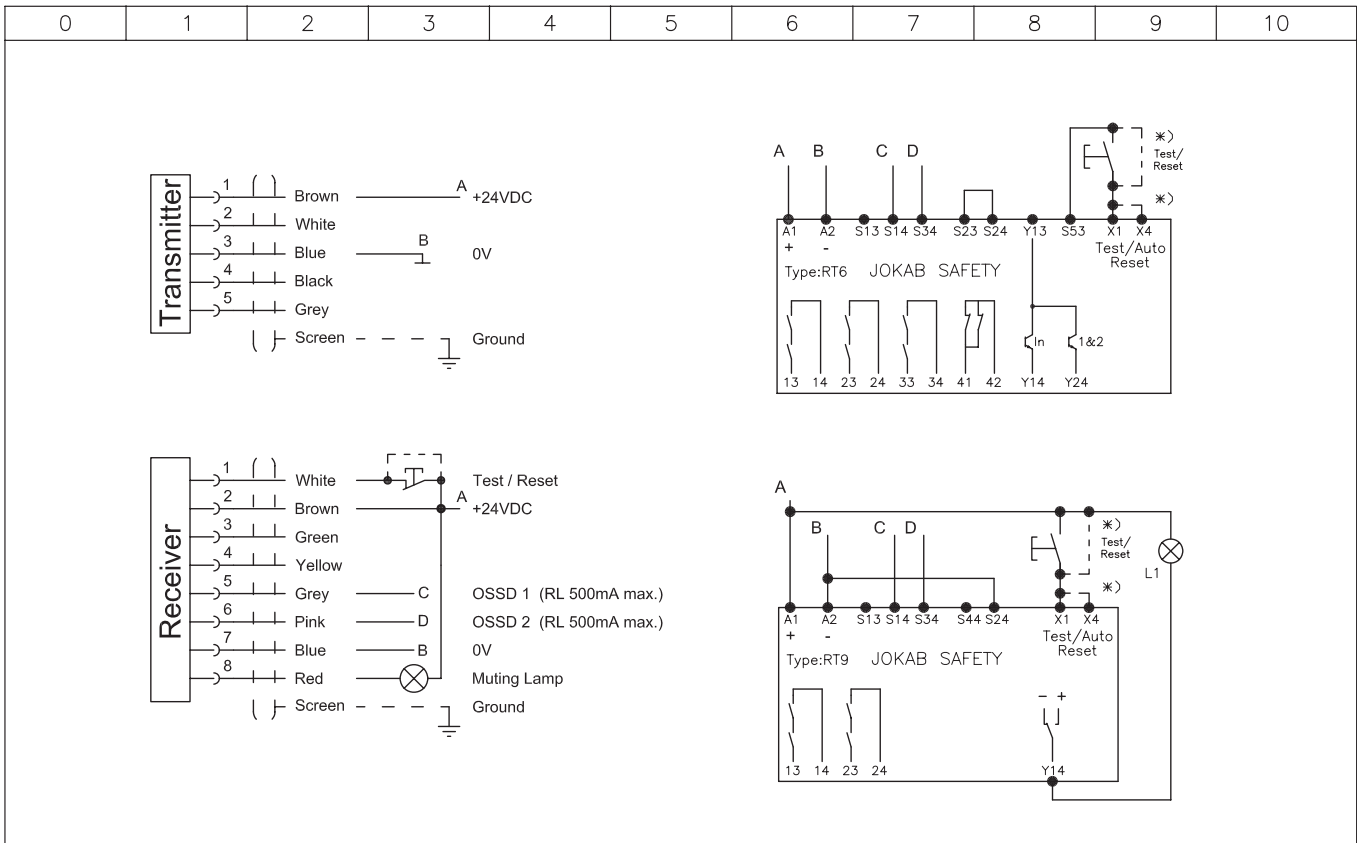 0 1 2 3 4 5 6 7 8 9 10
Transmitter
1 Brown A +24VDC
2 White
3 Blue B 0V
4 Black
5 Grey
Screen Ground
Receiver
1 White Test / Reset
2 Brown A +24VDC
3 Green
4 Yellow
5 Grey C OSSD 1 (RL 500mA max.)
6 Pink D OSSD 2 (RL 500mA max.)
7 Blue B 0V
8 Red Muting Lamp
Screen Ground
A B C D
*)
Test/
Reset
*)
A1 A2 S13 S14 S34 S23 S24 Y13 S53 X1 X4
+ -
Test/Auto
Reset
Type:RT6 JOKAB SAFETY
In 1&2
13 14 23 24 33 34 41 42 Y14 Y24
A
B C D
*)
Test/
Reset
*)
L1
A1 A2 S13 S14 S34 S44 S24 X1 X4
+ -
Test/Auto
Reset
Type:RT9 JOKAB SAFETY
- +
13 14 23 24 Y14